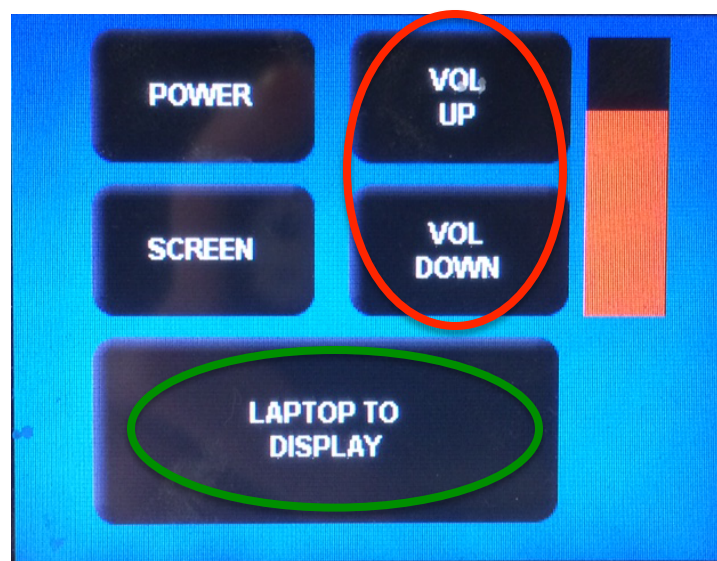 POWER
VOL
UP
SCREEN
VOL
DOWN
LAPTOP TO
DISPLAY